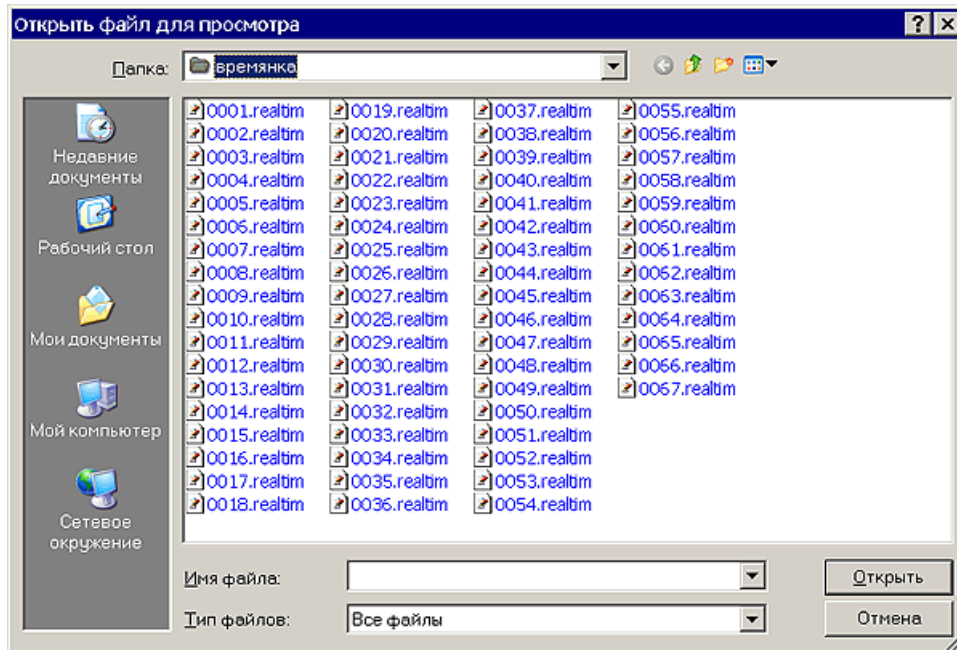 Открыть файл для просмотра
Папка: времянка
Недавние
документы
Рабочий стол
Мои документы
Мой компьютер
Сетевое
окружение
0001.realtim
0002.realtim
0003.realtim
0004.realtim
0005.realtim
0006.realtim
0007.realtim
0008.realtim
0009.realtim
0010.realtim
0011.realtim
0012.realtim
0013.realtim
0014.realtim
0015.realtim
0016.realtim
0017.realtim
0018.realtim
0019.realtim
0020.realtim
0021.realtim
0022.realtim
0023.realtim
0024.realtim
0025.realtim
0026.realtim
0027.realtim
0028.realtim
0029.realtim
0030.realtim
0031.realtim
0032.realtim
0033.realtim
0034.realtim
0035.realtim
0036.realtim
0037.realtim
0038.realtim
0039.realtim
0040.realtim
0041.realtim
0042.realtim
0043.realtim
0044.realtim
0045.realtim
0046.realtim
0047.realtim
0048.realtim
0049.realtim
0050.realtim
0051.realtim
0052.realtim
0053.realtim
0054.realtim
0055.realtim
0056.realtim
0057.realtim
0058.realtim
0059.realtim
0060.realtim
0061.realtim
0062.realtim
0063.realtim
0064.realtim
0065.realtim
0066.realtim
0067.realtim
Имя файла:
Открыть
Тип файлов: Все файлы
Отмена